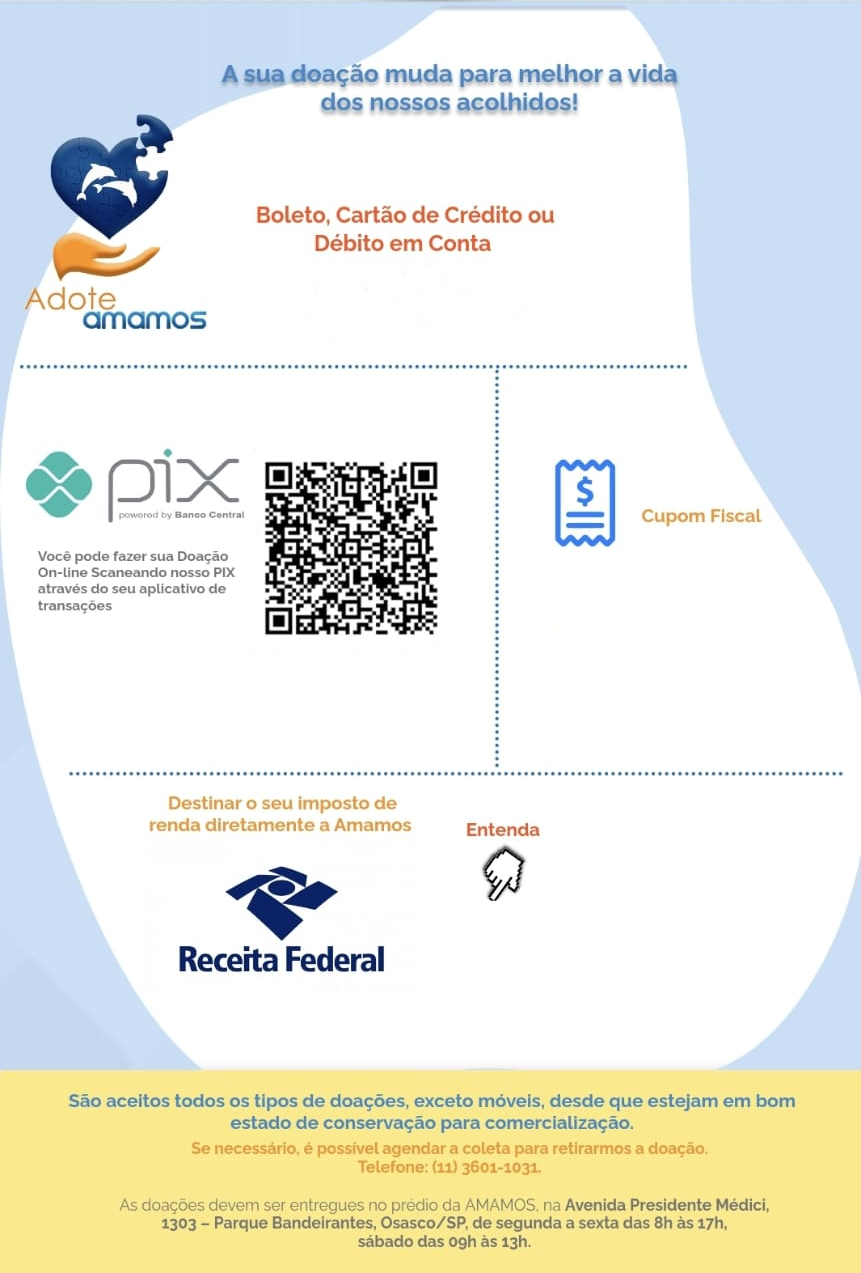 A sua doação muda para melhor a vida
dos nossos acolhidos!
Adote
amamos
Boleto, Cartão de Crédito ou
Débito em Conta
pix
powered by Banco Central
Você pode fazer sua Doação
On-line Scaneando nosso PIX
através do seu aplicativo de
transações
$
Cupom Fiscal
Destinar o seu imposto de
renda diretamente a Amamos
Entenda
Receita Federal
São aceitos todos os tipos de doações, exceto móveis, desde que estejam em bom
estado de conservação para comercialização.
Se necessário, é possível agendar a coleta para retirarmos a doação.
Telefone: (11) 3601-1031.
As doações devem ser entregues no prédio da AMAMOS, na Avenida Presidente Médici,
1303 – Parque Bandeirantes, Osasco/SP, de segunda a sexta das 8h às 17h,
sábado das 09h às 13h.